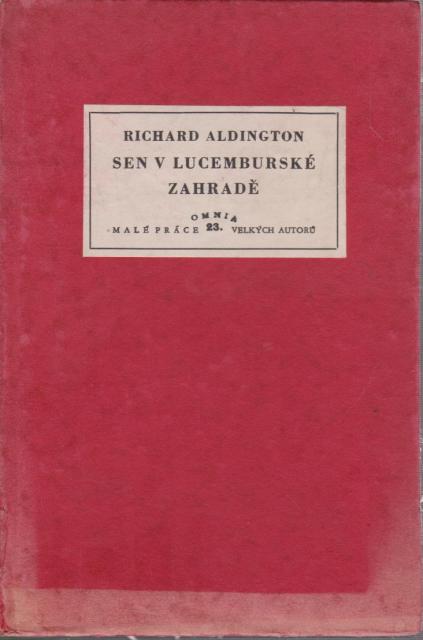 RICHARD ALDINGTON
SEN V LUCEMBURSKÉ
ZAHRADĚ
OMNIA
MALÉ PRÁCE 23. VELKÝCH AUTORŮ